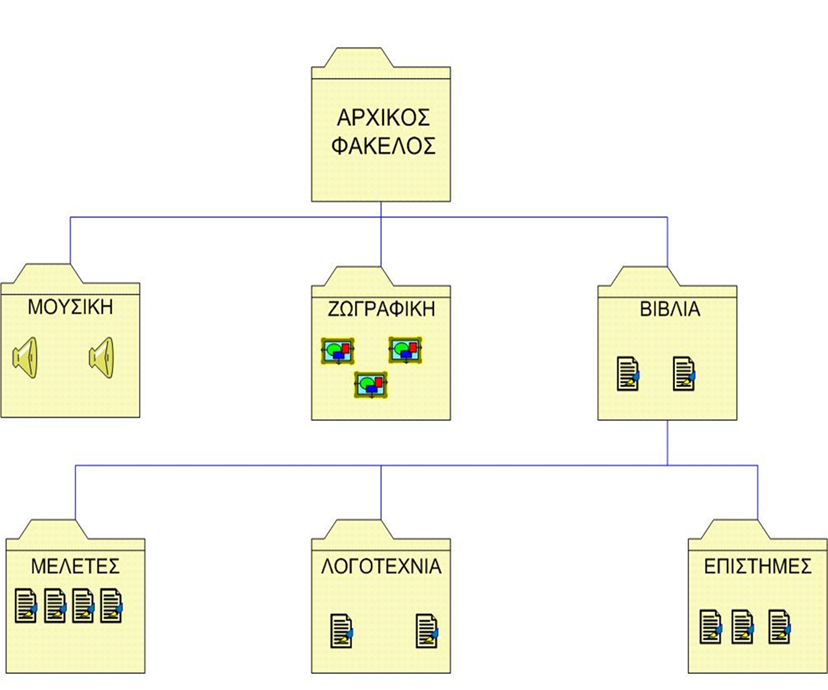 ΑΡΧΙΚΟΣ
ΦΑΚΕΛΟΣ
ΜΟΥΣΙΚΗ
ΖΩΓΡΑΦΙΚΗ
ΒΙΒΛΙΑ
ΜΕΛΕΤΕΣ
ΛΟΓΟΤΕΧΝΙΑ
ΕΠΙΣΤΗΜΕΣ